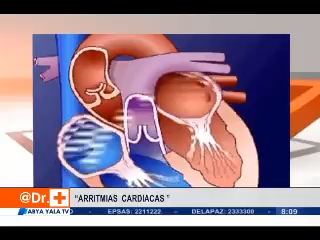 @Dr.
"ARRITMIAS CARDIACAS"
ABYA YALA TV EPSAS: 2211222 - DELAPAZ: 2333300 - 8:09